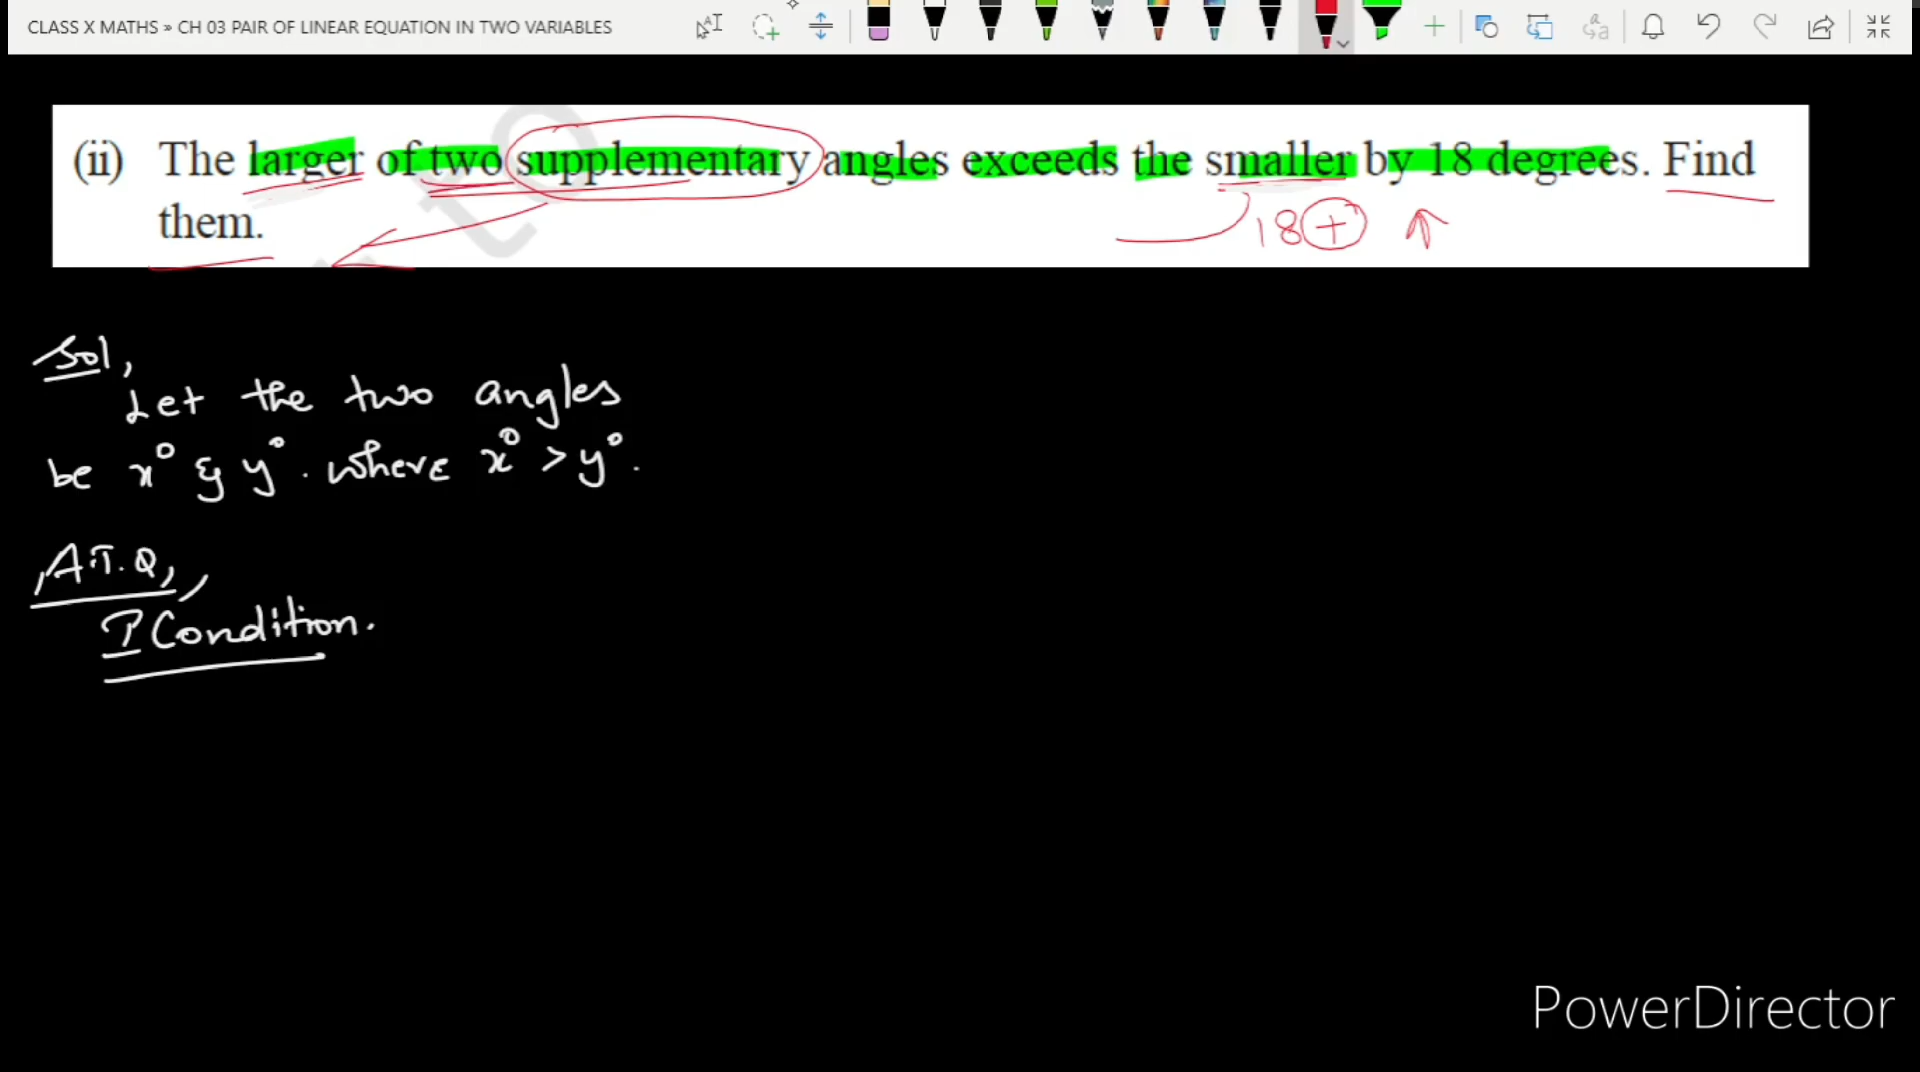 CLASS X MATHS » CH 03 PAIR OF LINEAR EQUATION IN TWO VARIABLES
(ii) The larger of two supplementary angles exceeds the smaller by 18 degrees. Find
them.
18 +
Sol,
Let the two angles
be x° & y°. where x° > y°.
A.T.Q,
I Condition.
PowerDirector